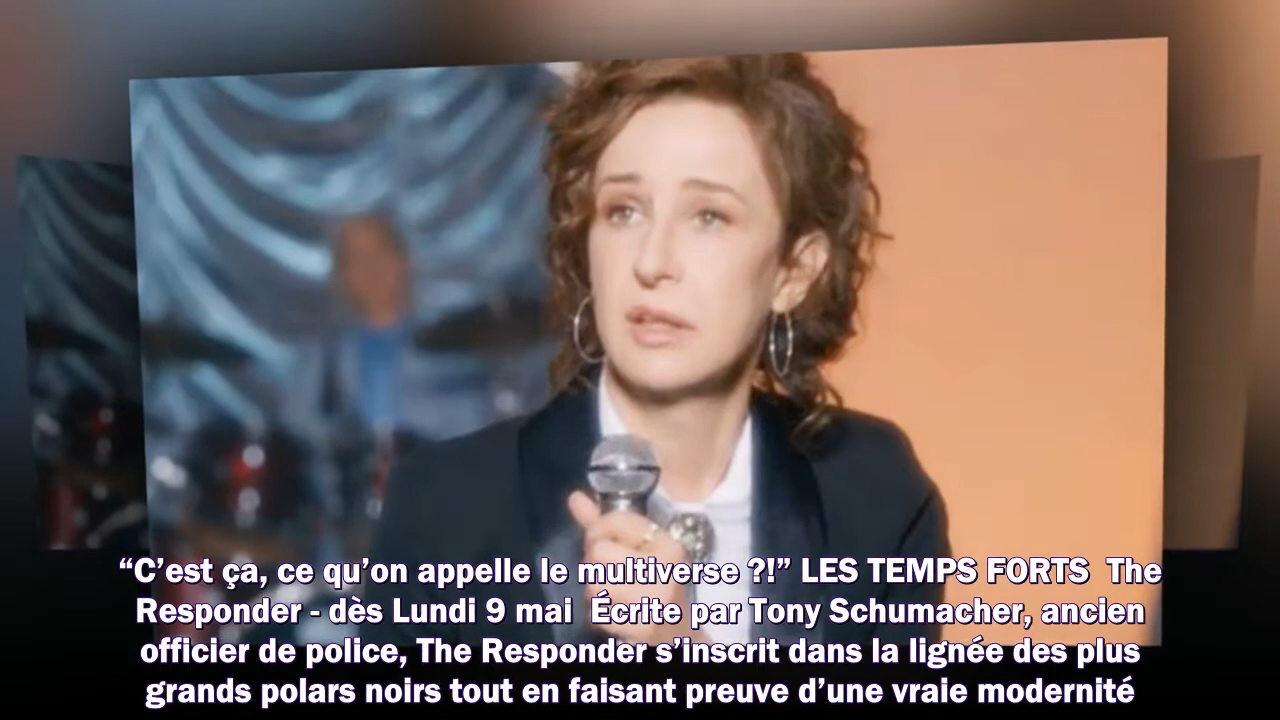 “C’est ça, ce qu’on appelle le multiverse ?!” LES TEMPS FORTS  The
Responder - dès Lundi 9 mai  Écrite par Tony Schumacher, ancien
officier de police, The Responder s’inscrit dans la lignée des plus
grands polars noirs tout en faisant preuve d’une vraie modernité